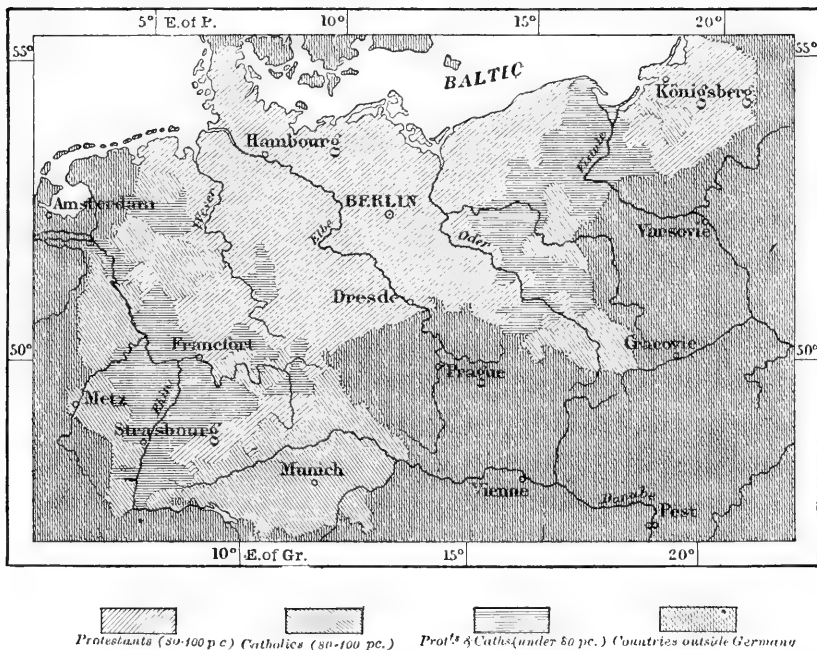 5° E. of P. 10° 15° 20°
55° 55°
BALTIC
Königsberg
Hambourg
Vistule
Amsterdam
Weser
BERLIN
Elbe
Oder
Varsovie
Dresde
50° Francfort Cracovie 50°
Prague
Metz
Rhin
Strasbourg
Munich
Vienne
Danube
Pest
10° E. of Gr. 15° 20°
Protestants (80-100 p c) Catholics (80-100 pc.) Prot.ts & Caths (under 80 pc.) Countries outside Germany